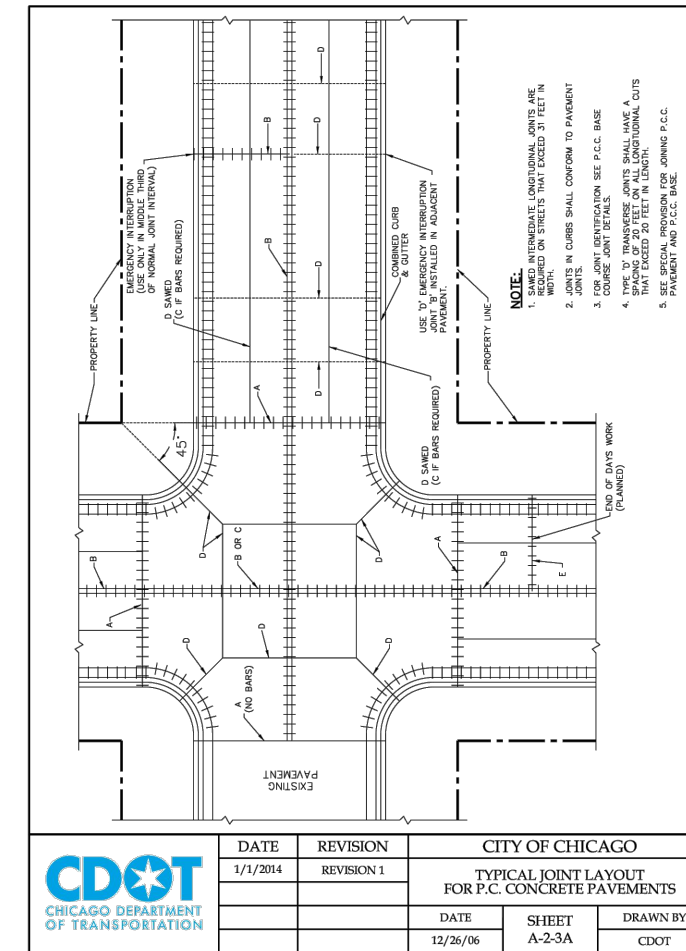 PROPERTY LINE
EMERGENCY INTERRUPTION
(USE ONLY IN MIDDLE THIRD
OF NORMAL JOINT INTERVAL)
D SAWED
(C IF BARS REQUIRED)
45°
A
B
B
D
D
D
D
D
COMBINED CURB
& GUTTER
USE 'D' EMERGENCY INTERRUPTION
JOINT 'B' INSTALLED IN ADJACENT
PAVEMENT.
D SAWED
(C IF BARS REQUIRED)
PROPERTY LINE
NOTE:
1. SAWED INTERMEDIATE LONGITUDINAL JOINTS ARE
REQUIRED ON STREETS THAT EXCEED 31 FEET IN
WIDTH.
2. JOINTS IN CURBS SHALL CONFORM TO PAVEMENT
JOINTS.
3. FOR JOINT IDENTIFICATION SEE P.C.C. BASE
COURSE JOINT DETAILS.
4. TYPE 'D' TRANSVERSE JOINTS SHALL HAVE A
SPACING OF 20 FEET ON ALL LONGITUDINAL CUTS
THAT EXCEED 20 FEET IN LENGTH.
5. SEE SPECIAL PROVISION FOR JOINING P.C.C.
PAVEMENT AND P.C.C. BASE.
B
A
D
B OR C
D
A
B
E
END OF DAYS WORK
(PLANNED)
D
D
D
A
(NO BARS)
EXISTING
PAVEMENT
CDOT
CHICAGO DEPARTMENT
OF TRANSPORTATION
DATE
REVISION
1/1/2014
REVISION 1
CITY OF CHICAGO
TYPICAL JOINT LAYOUT
FOR P.C. CONCRETE PAVEMENTS
DATE
12/26/06
SHEET
A-2-3A
DRAWN BY
CDOT